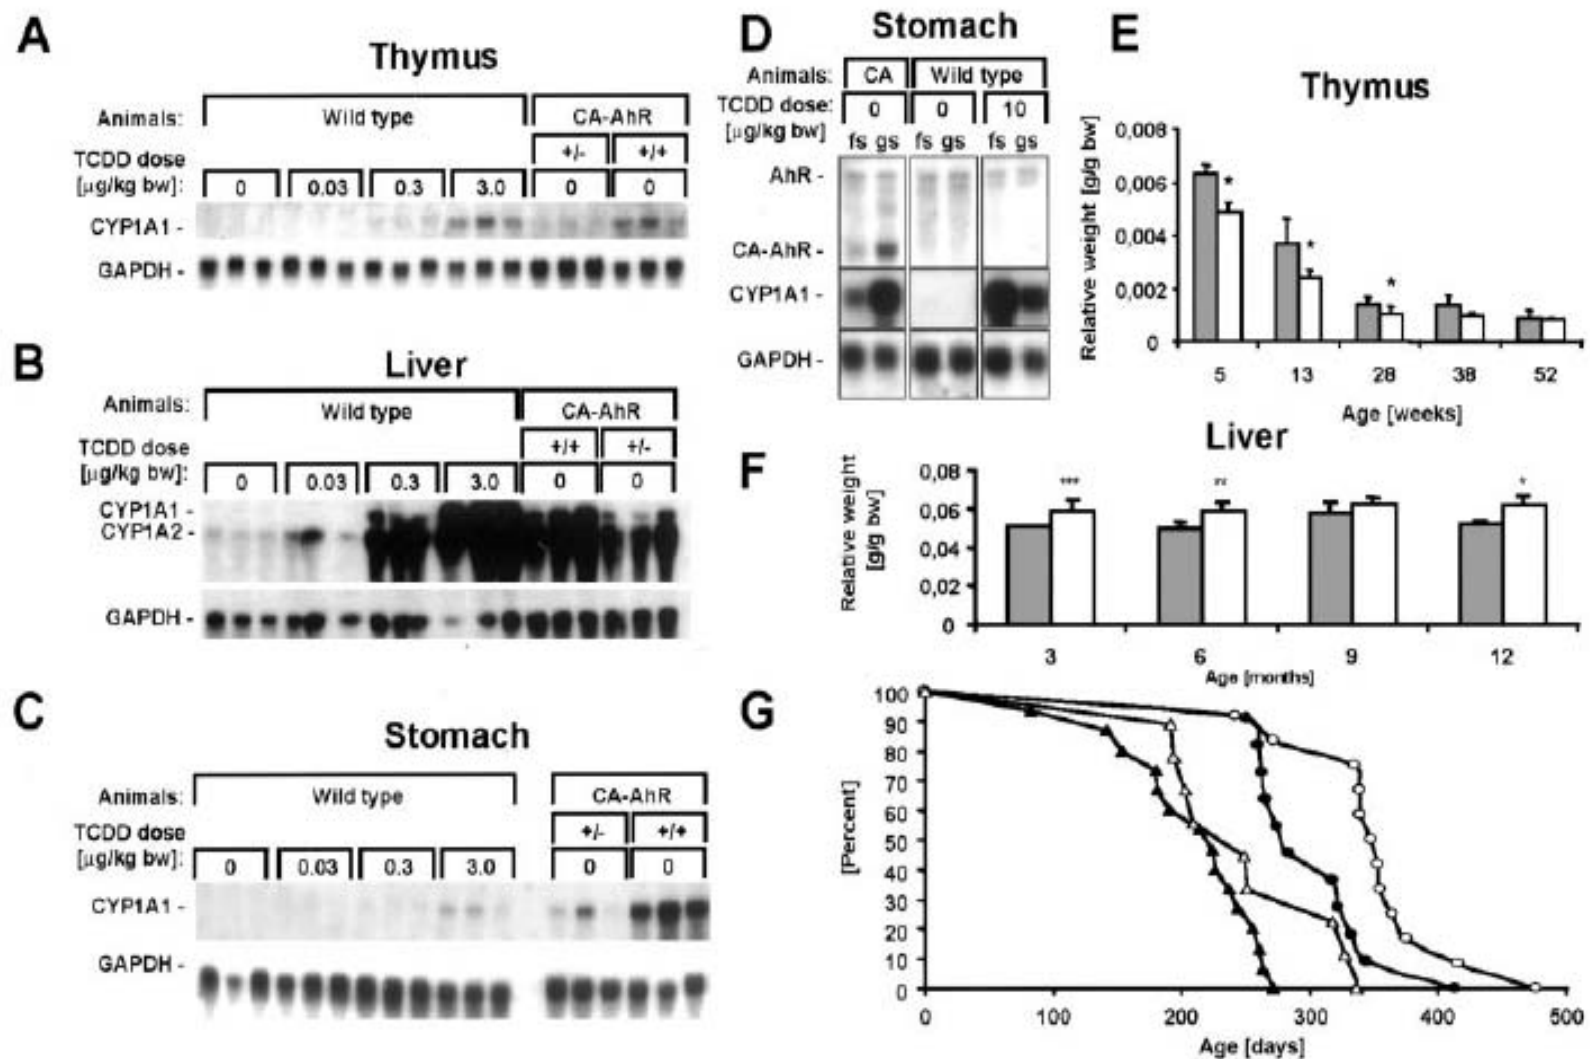 A
Thymus
Animals: Wild type CA-AhR
TCDD dose +/- +/+
[µg/kg bw]: 0 0.03 0.3 3.0 0 0
CYP1A1 -
GAPDH -
B
Liver
Animals: Wild type CA-AhR
TCDD dose +/+ +/-
[µg/kg bw]: 0 0.03 0.3 3.0 0 0
CYP1A1 -
CYP1A2 -
GAPDH -
C
Stomach
Animals: Wild type CA-AhR
TCDD dose +/- +/+
[µg/kg bw]: 0 0.03 0.3 3.0 0 0
CYP1A1 -
GAPDH -
D
Stomach
Animals: CA Wild type
TCDD dose: 0 0 10
[µg/kg bw] fs gs fs gs fs gs
AhR -
CA-AhR -
CYP1A1 -
GAPDH -
E
Thymus
Relative weight [g/g bw]
0,008
0,006
0,004
0,002
0
* * *
5 13 28 38 52
Age [weeks]
F
Liver
Relative weight
[g/g bw]
0,08
0,06
0,04
0,02
0
*** ** *
3 6 9 12
Age [months]
G
[Percent]
100
90
80
70
60
50
40
30
20
10
0
0 100 200 300 400 500
Age [days]